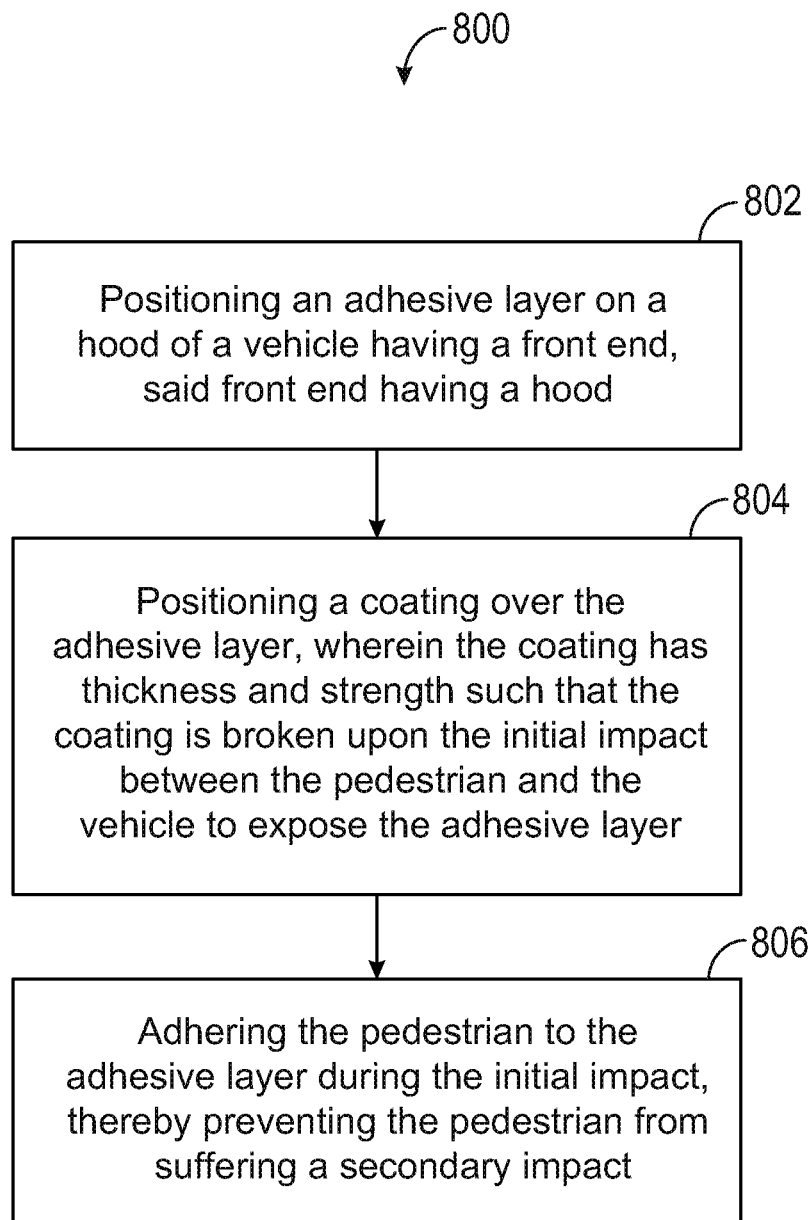 800
802
Positioning an adhesive layer on a
hood of a vehicle having a front end,
said front end having a hood
804
Positioning a coating over the
adhesive layer, wherein the coating has
thickness and strength such that the
coating is broken upon the initial impact
between the pedestrian and the
vehicle to expose the adhesive layer
806
Adhering the pedestrian to the
adhesive layer during the initial impact,
thereby preventing the pedestrian from
suffering a secondary impact